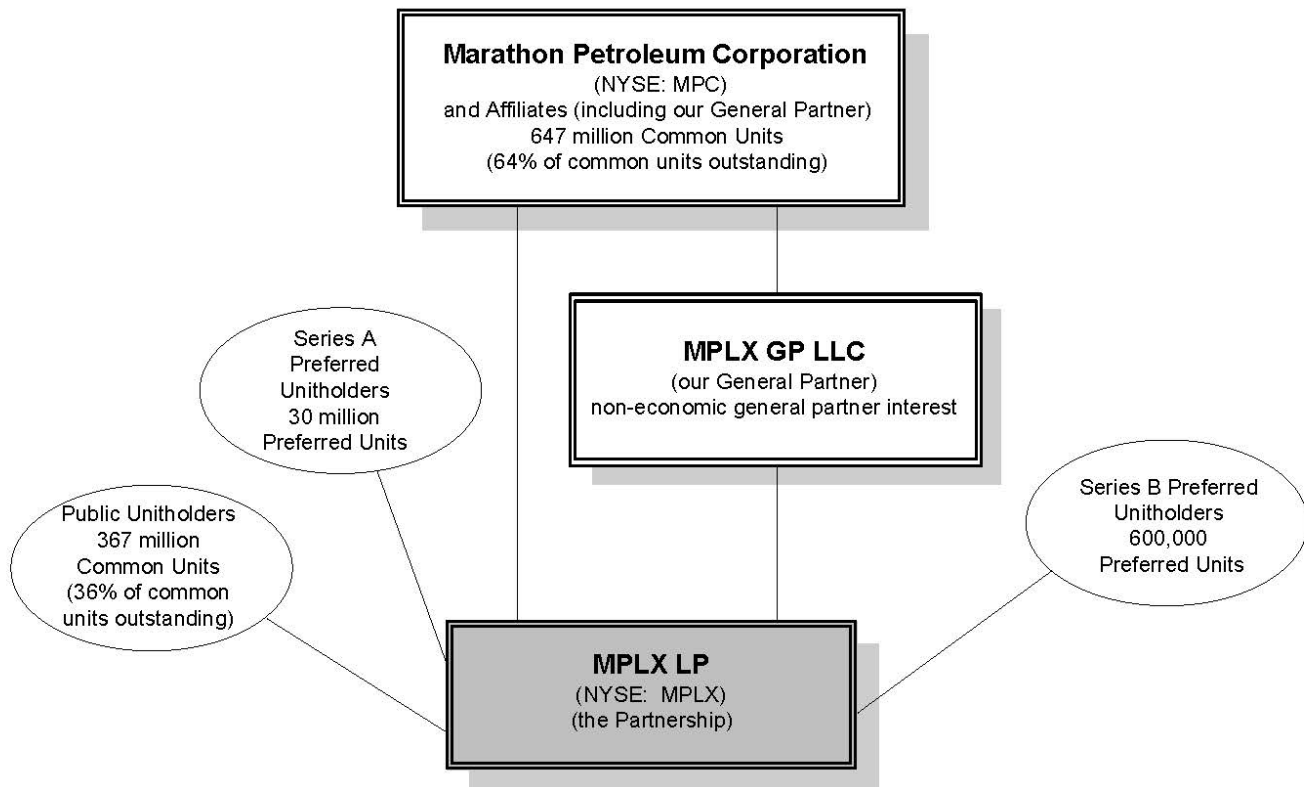 Marathon Petroleum Corporation
(NYSE: MPC)
and Affiliates (including our General Partner)
647 million Common Units
(64% of common units outstanding)
MPLX GP LLC
(our General Partner)
non-economic general partner interest
Series A
Preferred
Unitholders
30 million
Preferred Units
Public Unitholders
367 million
Common Units
(36% of common
units outstanding)
Series B Preferred
Unitholders
600,000
Preferred Units
MPLX LP
(NYSE:  MPLX)
(the Partnership)